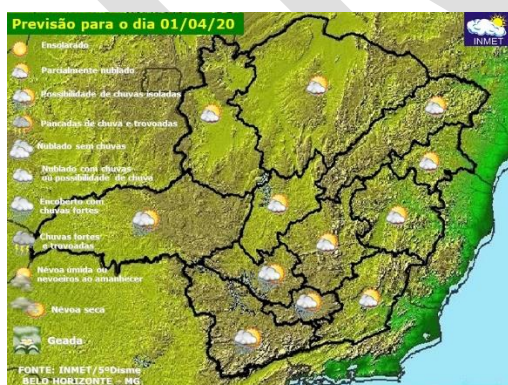 Previsão para o dia 01/04/20
INMET
Ensolarado
Parcialmente nublado
Possibilidade de chuvas isoladas
Pancadas de chuva e trovoadas
Nublado sem chuvas
Nublado com chuvas
ou possibilidade de chuva
Encoberto com
chuvas fortes
Chuvas fortes
e trovoadas
Névoa úmida ou
nevoeiros ao amanhecer
Névoa seca
Geada
FONTE: INMET/5ºDisme
BELO HORIZONTE - MG